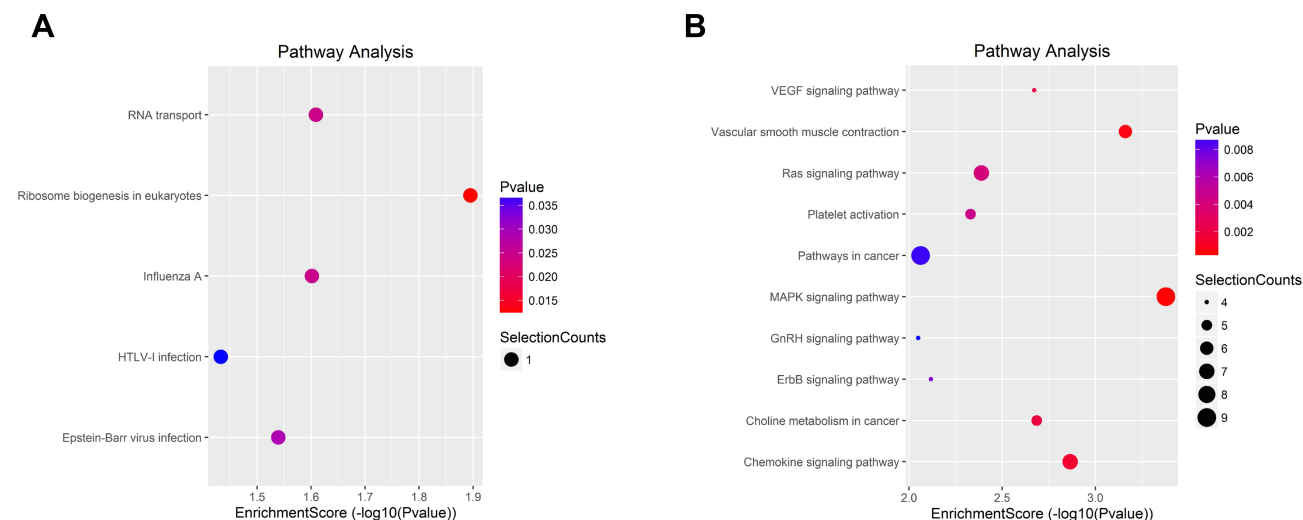 A
Pathway Analysis
RNA transport
Ribosome biogenesis in eukaryotes
Influenza A
HTLV-I infection
Epstein-Barr virus infection
1.5 1.6 1.7 1.8 1.9
EnrichmentScore (-log10(Pvalue))
Pvalue
0.035
0.030
0.025
0.020
0.015
SelectionCounts
1
B
Pathway Analysis
VEGF signaling pathway
Vascular smooth muscle contraction
Ras signaling pathway
Platelet activation
Pathways in cancer
MAPK signaling pathway
GnRH signaling pathway
ErbB signaling pathway
Choline metabolism in cancer
Chemokine signaling pathway
2.0 2.5 3.0
EnrichmentScore (-log10(Pvalue))
Pvalue
0.008
0.006
0.004
0.002
SelectionCounts
4
5
6
7
8
9